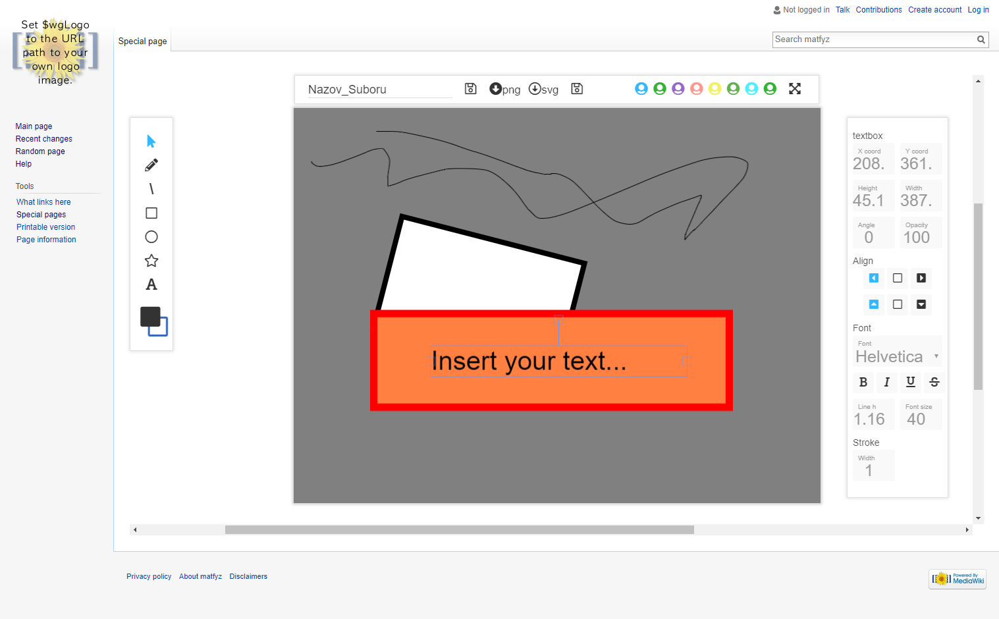 Not logged in Talk Contributions Create account Log in
Set $wgLogo
to the URL
path to your
own logo
image.
Special page
Search matfyz
Nazov_Suboru
png
svg
Main page
Recent changes
Random page
Help
Tools
What links here
Special pages
Printable version
Page information
A
Insert your text...
textbox
X coord Y coord
208. 361.
Height Width
45.1 387.
Angle Opacity
0 100
Align
Font
Font
Helvetica
B I U S
Line h Font size
1.16 40
Stroke
Width
1
Privacy policy About matfyz Disclaimers
Powered By
MediaWiki